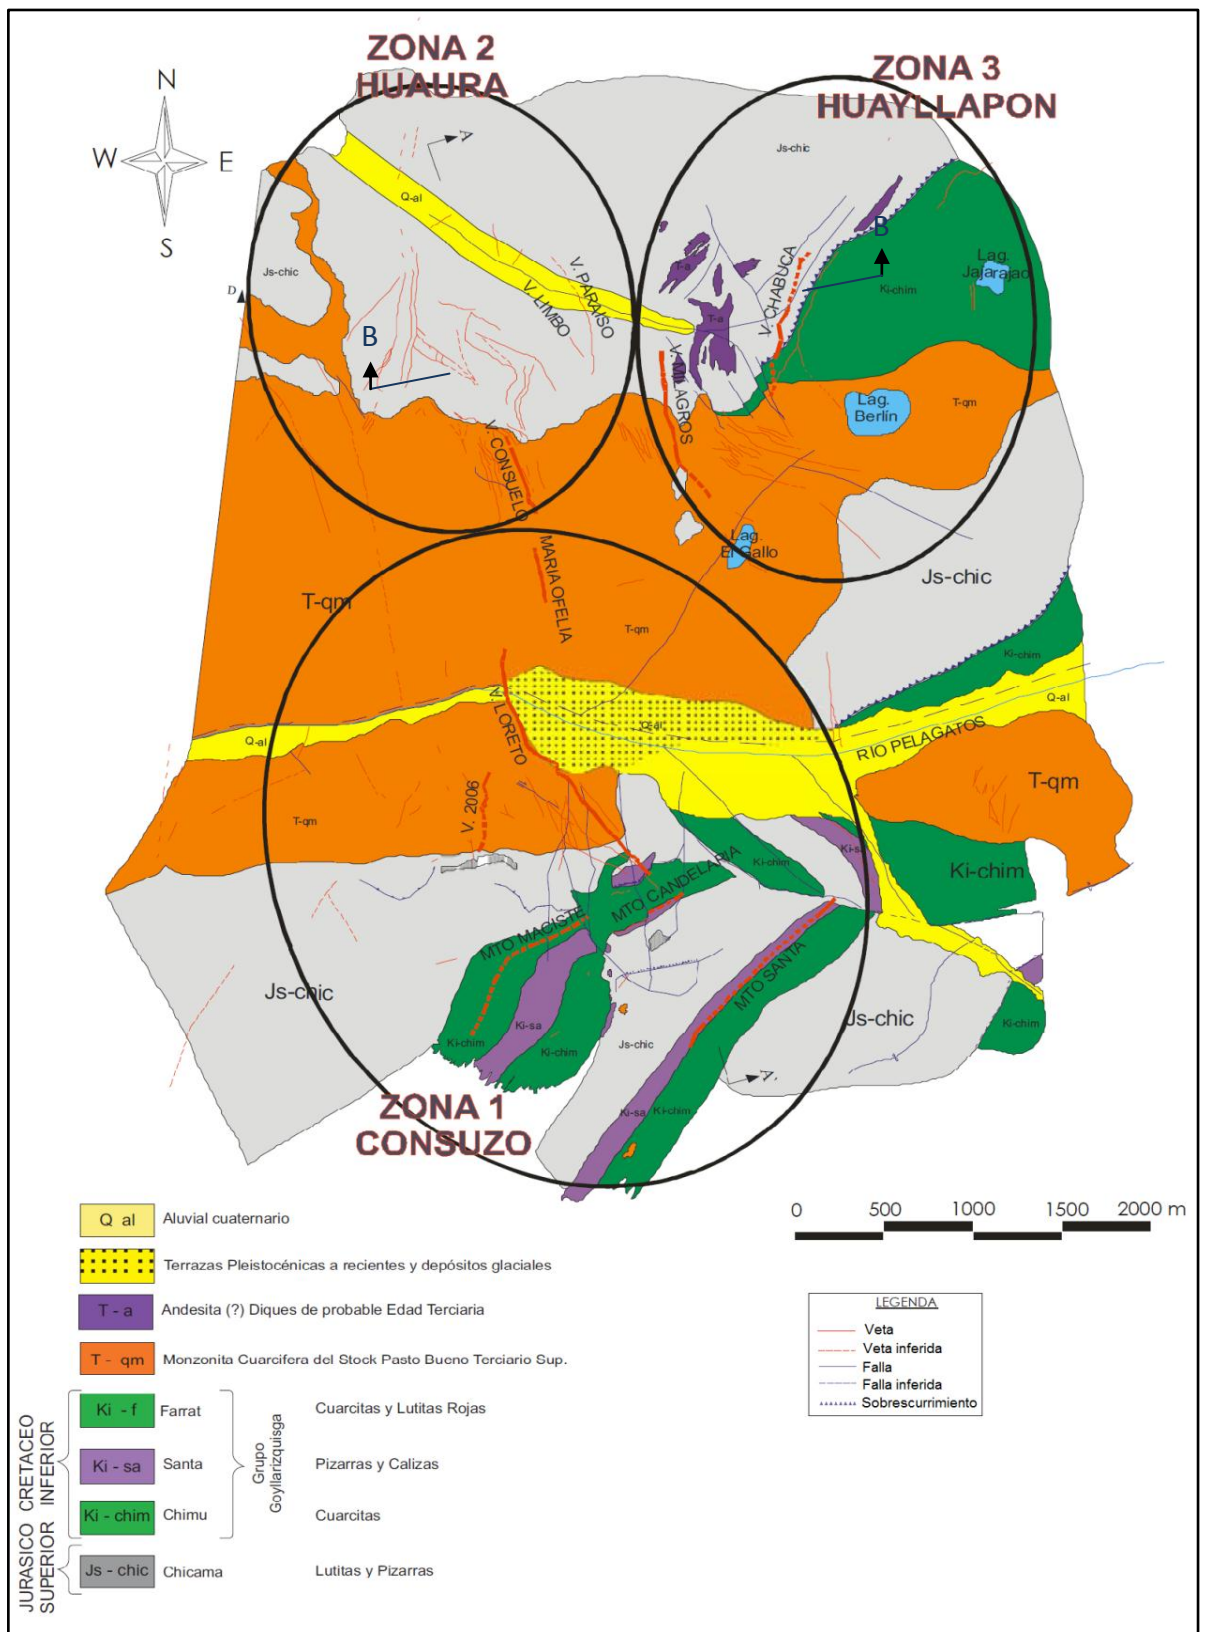 ZONA 2
HUAURA
ZONA 3
HUAYLLAPON
N
W
E
S
A
Js-chic
Q-al
B
Js-chic
T-a
V. CHABUCA
Ki-chim
Lag.
Jajarajao
D
V. PARAISO
V. LIMBO
T-a
B
V. MILAGROS
Lag.
Berlín
T-qm
V. CONSUELO
Lag.
El Gallo
MARIA OFELIA
Js-chic
T-qm
T-qm
Ki-chim
V. LORETO
Q-al
Q-al
Q-al
RIO PELAGATOS
T-qm
V. 2006
T-qm
Ki-chim
Ki-sa
Ki-chim
MTO CANDELARIA
MTO MACISTE
MTO SANTA
Js-chic
Js-chic
Ki-sa
Ki-chim
Ki-chim
Ki-chim
Js-chic
A'
Ki-sa
Ki-chim
ZONA 1
CONSUZO
0 500 1000 1500 2000 m
Q al Aluvial cuaternario
Terrazas Pleistocénicas a recientes y depósitos glaciales
T - a Andesita (?) Diques de probable Edad Terciaria
T - qm Monzonita Cuarcifera del Stock Pasto Bueno Terciario Sup.
Ki - f Farrat Cuarcitas y Lutitas Rojas
Ki - sa Santa Pizarras y Calizas
Ki - chim Chimu Cuarcitas
Js - chic Chicama Lutitas y Pizarras
Grupo
Goyllarizquisga
CRETACEO
INFERIOR
JURASICO
SUPERIOR
LEGENDA
Veta
Veta inferida
Falla
Falla inferida
Sobrescurrimiento